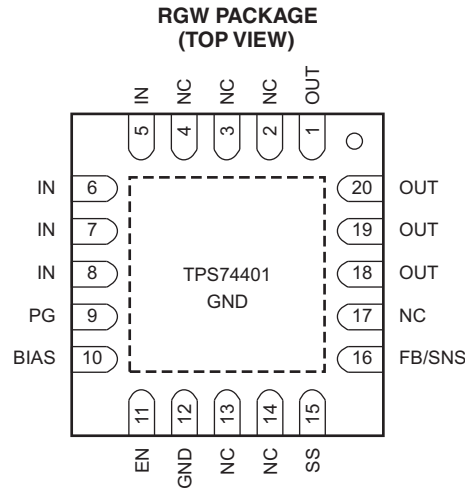 RGW PACKAGE
(TOP VIEW)
IN NC NC NC OUT
5 4 3 2 1
IN 6 20 OUT
IN 7 19 OUT
IN 8 18 OUT
TPS74401
GND
PG 9 17 NC
BIAS 10 16 FB/SNS
11 12 13 14 15
EN GND NC NC SS